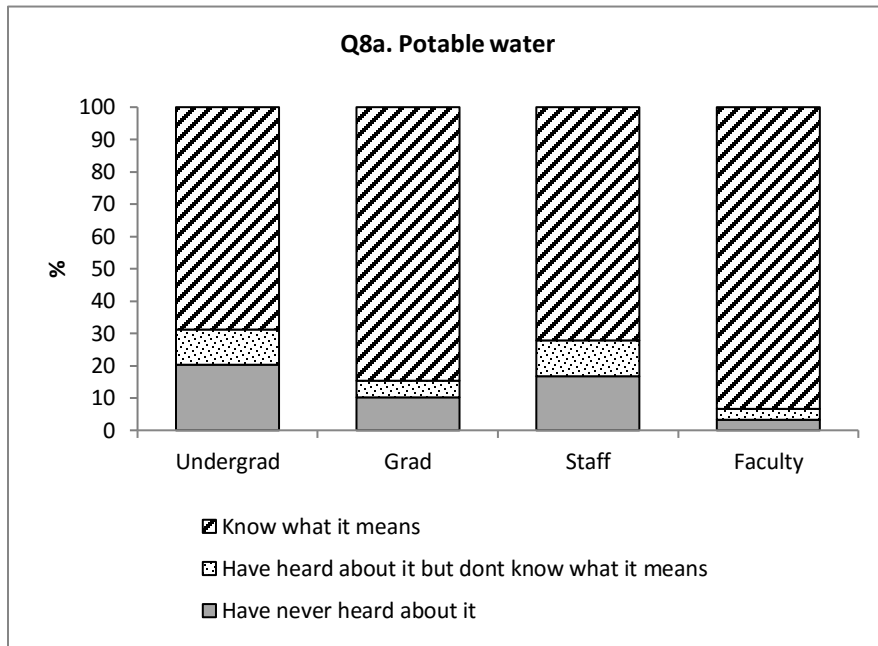 Q8a. Potable water
100
90
80
70
60
50
40
30
20
10
0
%
Undergrad Grad Staff Faculty
Know what it means
Have heard about it but dont know what it means
Have never heard about it